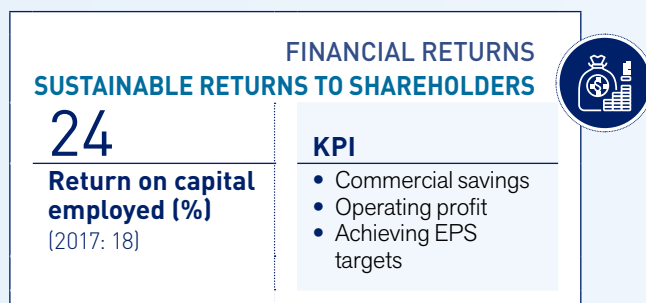 FINANCIAL RETURNS
SUSTAINABLE RETURNS TO SHAREHOLDERS
24
Return on capital
employed (%)
(2017: 18)
KPI
• Commercial savings
• Operating profit
• Achieving EPS
targets